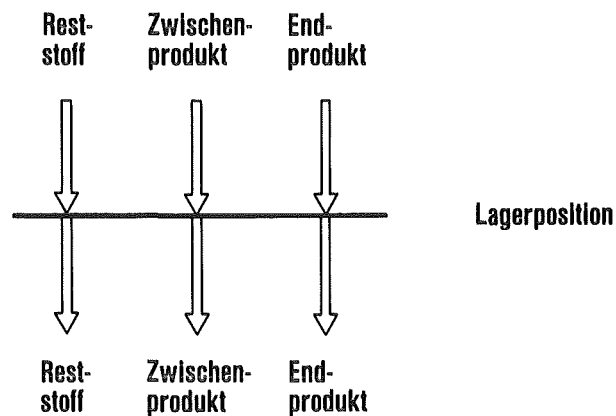 Rest-
stoff
Zwischen-
produkt
End-
produkt
Lagerposition
Rest-
stoff
Zwischen-
produkt
End-
produkt